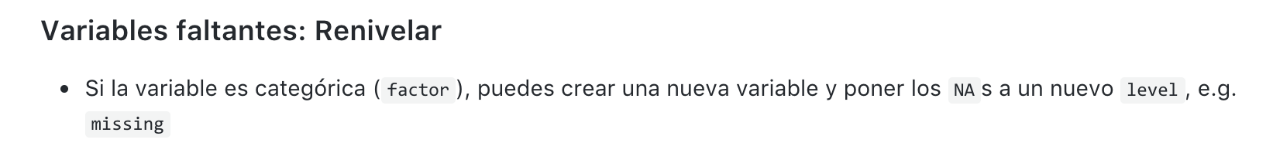 Variables faltantes: Renivelar
• Si la variable es categórica (factor), puedes crear una nueva variable y poner los NA s a un nuevo level, e.g.
missing